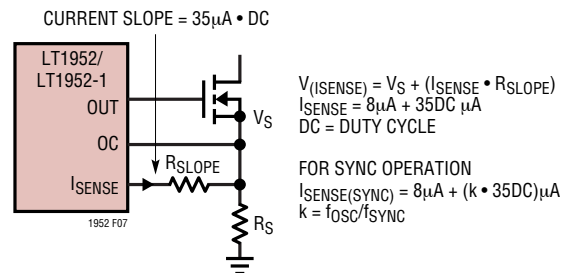 CURRENT SLOPE = 35µA • DC
LT1952/
LT1952-1
OUT
OC
ISENSE
VS
RSLOPE
RS
1952 F07
V(ISENSE) = VS + (ISENSE • RSLOPE)
ISENSE = 8µA + 35DC µA
DC = DUTY CYCLE
FOR SYNC OPERATION
ISENSE(SYNC) = 8µA + (k • 35DC)µA
k = fOSC/fSYNC